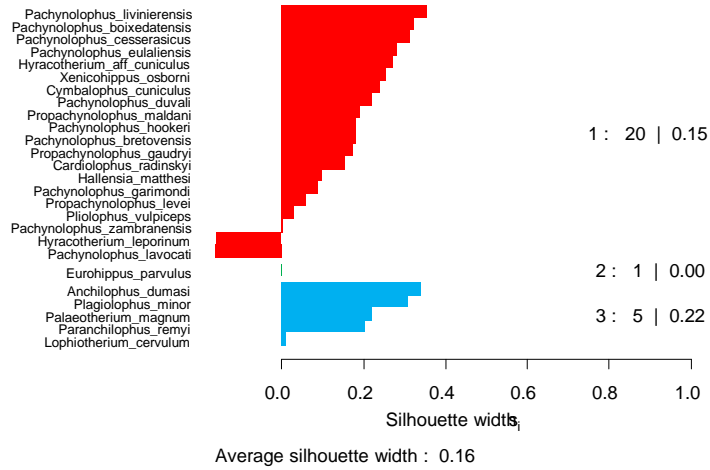 Pachynolophus_livinierensis
Pachynolophus_boixedatensis
Pachynolophus_cesserasicus
Pachynolophus_eulaliensis
Hyracotherium_aff_cuniculus
Xenicohippus_osborni
Cymbalophus_cuniculus
Pachynolophus_duvali
Propachynolophus_maldani
Pachynolophus_hookeri
Pachynolophus_bretovensis
Propachynolophus_gaudryi
Cardiolophus_radinskyi
Hallensia_matthesi
Pachynolophus_garimondi
Propachynolophus_levei
Pliolophus_vulpiceps
Pachynolophus_zambranensis
Hyracotherium_leporinum
Pachynolophus_lavocati
1 : 20 | 0.15
Eurohippus_parvulus
2 : 1 | 0.00
Anchilophus_dumasi
Plagiolophus_minor
Palaeotherium_magnum
Paranchilophus_remyi
Lophiotherium_cervulum
3 : 5 | 0.22
0.0 0.2 0.4 0.6 0.8 1.0
Silhouette width si
Average silhouette width : 0.16